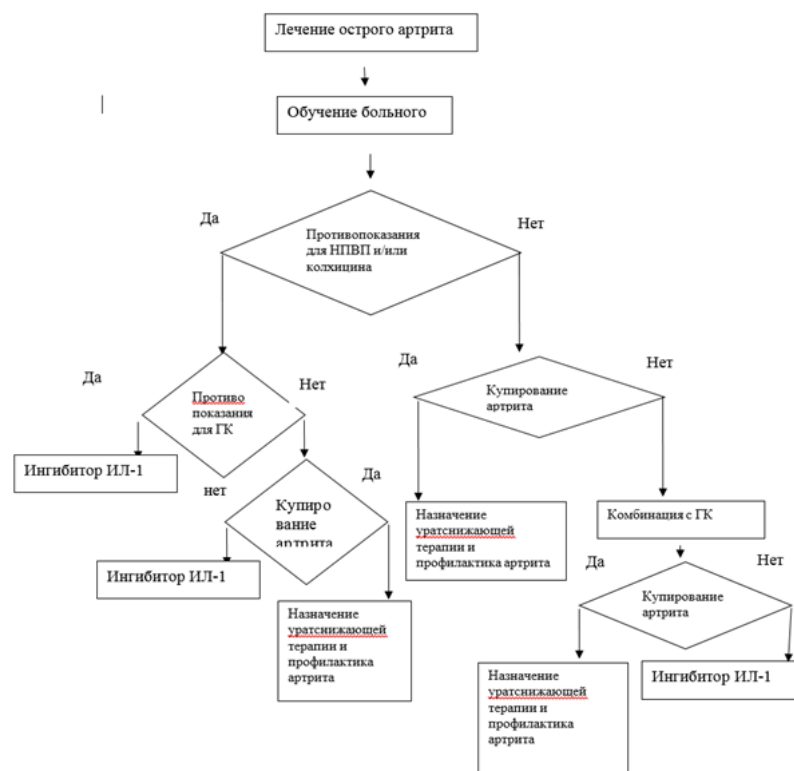 Лечение острого артрита
Обучение больного
Да
Нет
Противопоказания
для НПВП и/или
колхицина
Да
Нет
Да
Нет
Противо
показания
для ГК
Купирование
артрита
Ингибитор ИЛ-1
нет
Да
Купиро
вание
артрита
Назначение
уратснижающей
терапии и
профилактика артрита
Комбинация с ГК
Ингибитор ИЛ-1
Да
Нет
Купирование
артрита
Назначение
уратснижающей
терапии и
профилактика
артрита
Назначение
уратснижающей
терапии и
профилактика
артрита
Ингибитор ИЛ-1